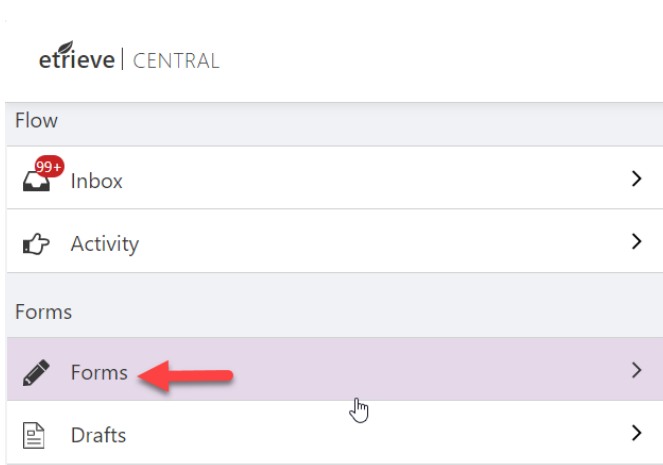 etrieve | CENTRAL
Flow
99+
Inbox
Activity
Forms
Forms
Drafts